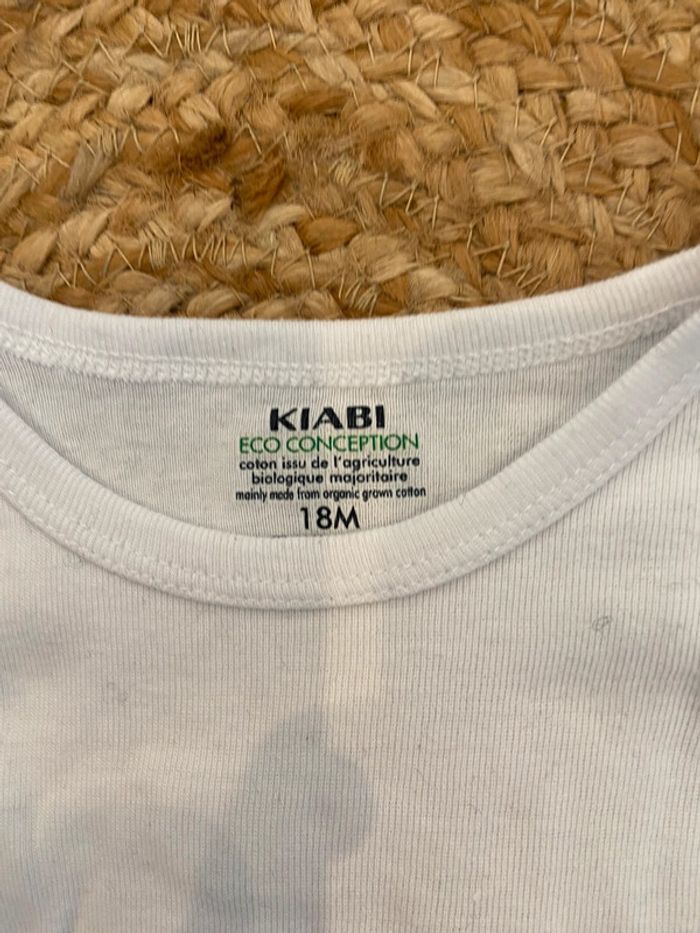 KIABI
ECO CONCEPTION
coton issu de l'agriculture
biologique majoritaire
mainly made from organic grown cotton
18M